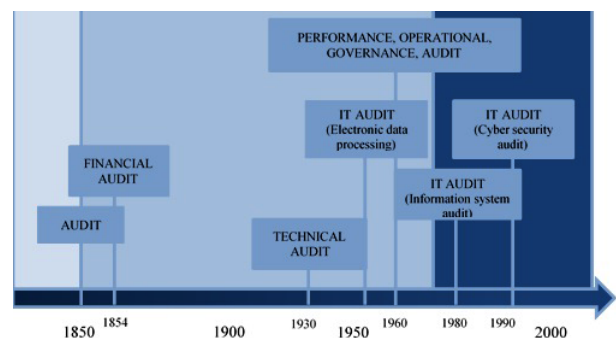 PERFORMANCE, OPERATIONAL,
GOVERNANCE, AUDIT
IT AUDIT
(Electronic data
processing)
IT AUDIT
(Cyber security
audit)
FINANCIAL
AUDIT
IT AUDIT
(Information system
audit)
AUDIT
TECHNICAL
AUDIT
1850
1854
1900
1930
1950
1960
1980
1990
2000